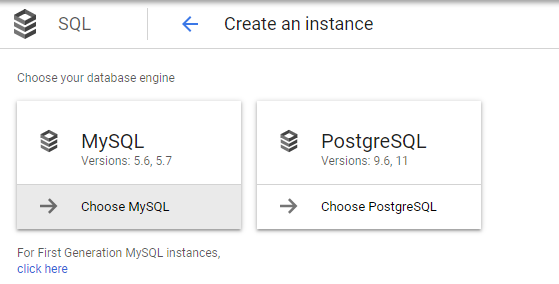 SQL
Create an instance
Choose your database engine
MySQL
Versions: 5.6, 5.7
Choose MySQL
PostgreSQL
Versions: 9.6, 11
Choose PostgreSQL
For First Generation MySQL instances,
click here